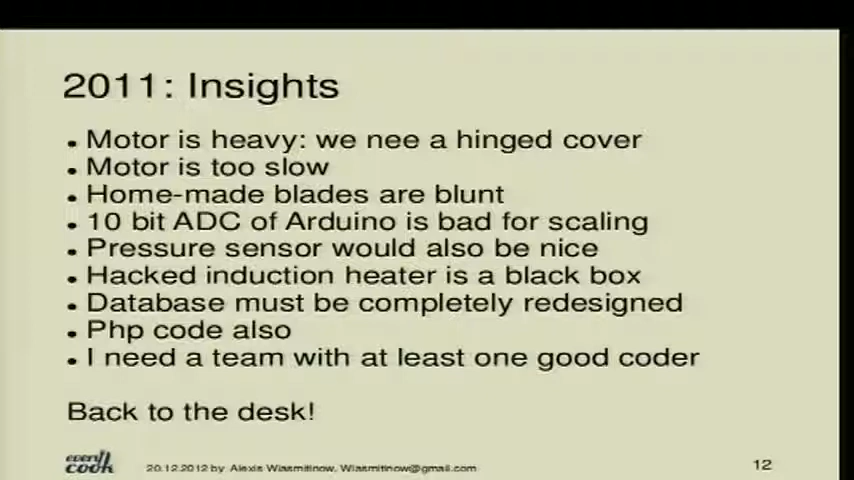 2011: Insights
• Motor is heavy: we nee a hinged cover
• Motor is too slow
• Home-made blades are blunt
• 10 bit ADC of Arduino is bad for scaling
• Pressure sensor would also be nice
• Hacked induction heater is a black box
• Database must be completely redesigned
• Php code also
• I need a team with at least one good coder
Back to the desk!
every cook
20.12.2012 by Alexis Wiasmitinow, Wiasmitinow@gmail.com
12